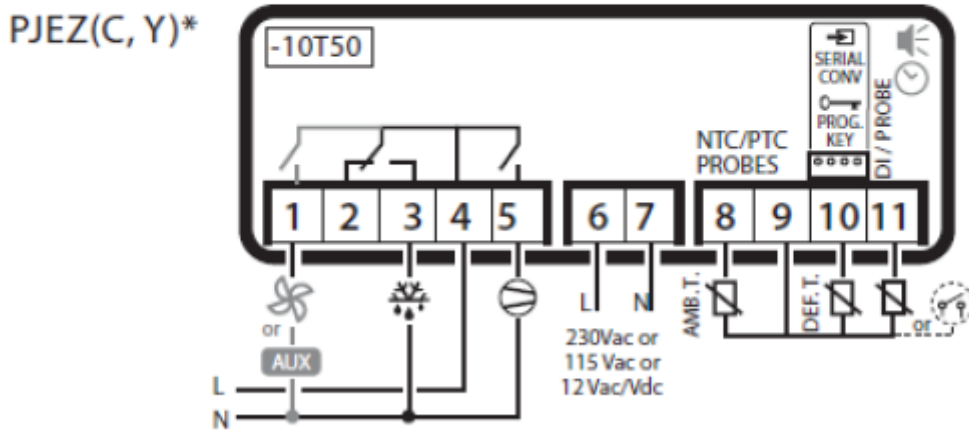 PJEZ(C, Y)*
-10T50
SERIAL
CONV
PROG.
KEY
DI / PROBE
NTC/PTC
PROBES
1 2 3 4 5 6 7 8 9 10 11
or
AUX
L
N
L N
230Vac or
115 Vac or
12 Vac/Vdc
AMB.T.
DEF. T.
or